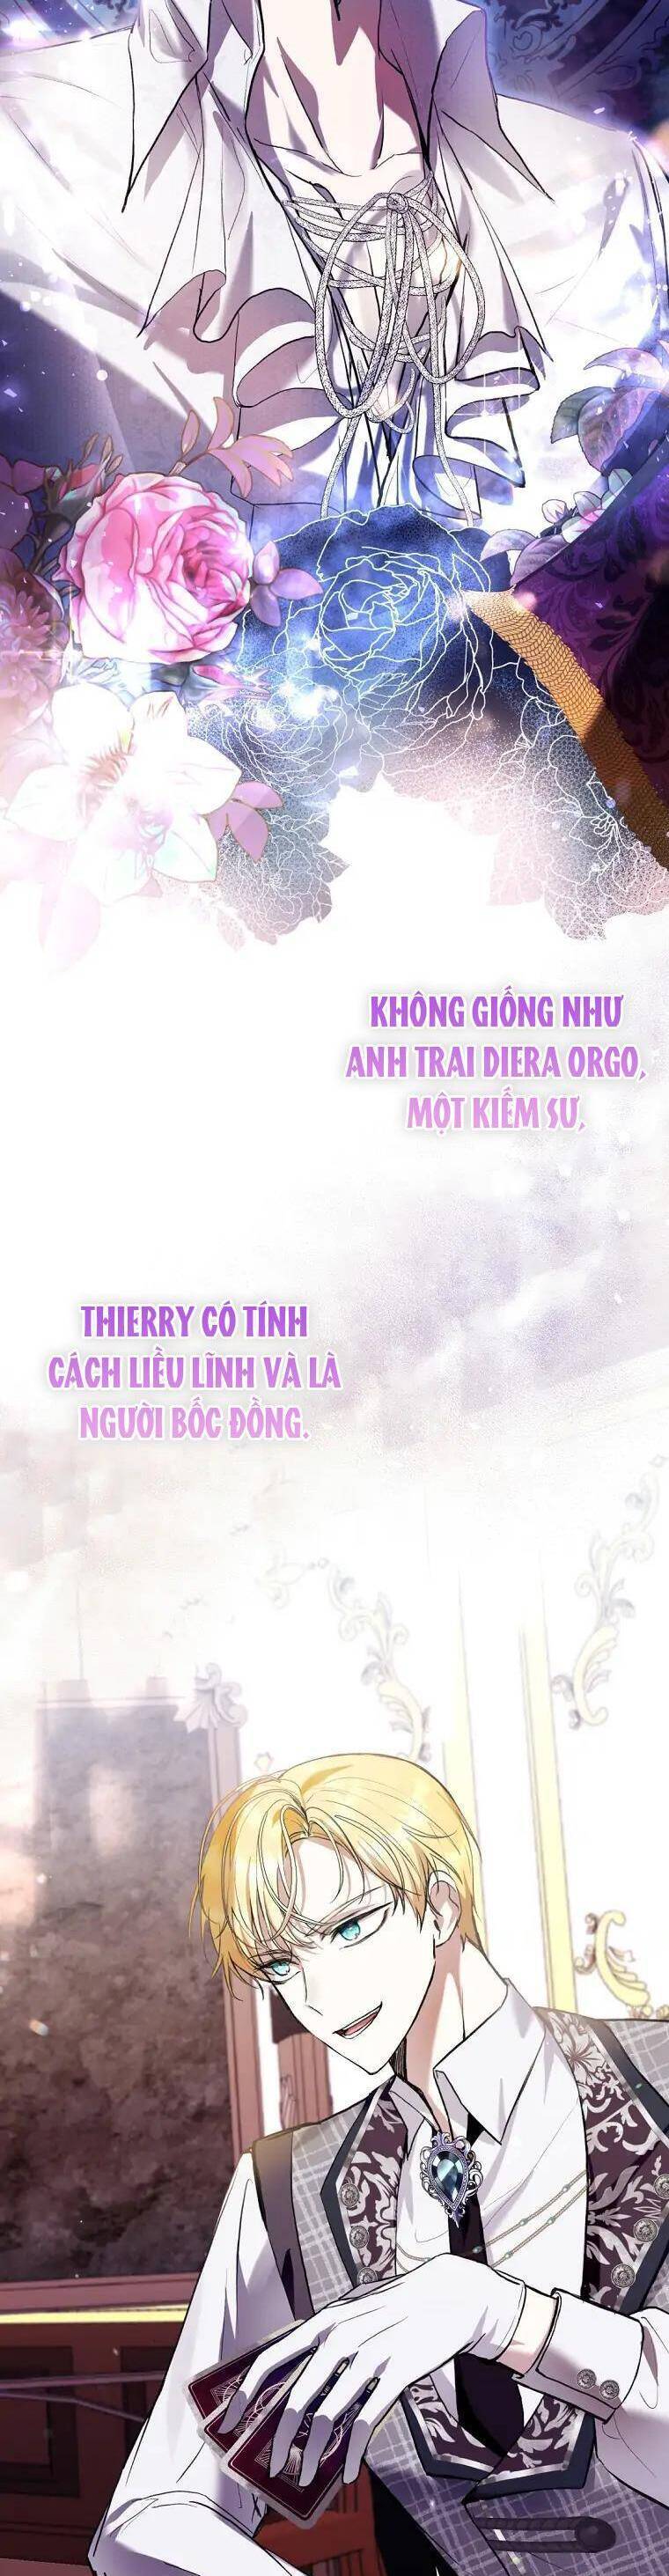 KHÔNG GIỐNG NHƯ
ANH TRAI DIERA ORGO,
MỘT KIẾM SƯ,
THIERRY CÓ TÍNH
CÁCH LIỀU LĨNH VÀ LÀ
NGƯỜI BỐC ĐỒNG.